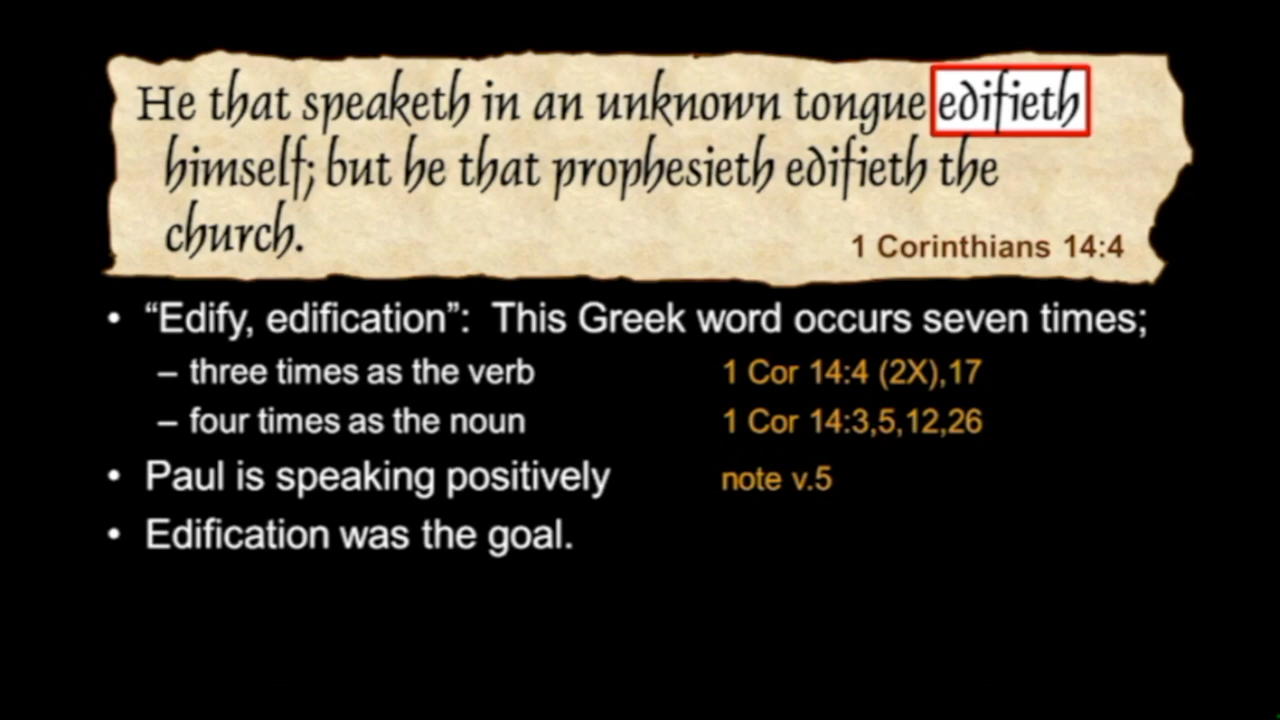 He that speaketh in an unknown tongue edifieth
himself; but he that prophesieth edifieth the
church.
1 Corinthians 14:4
• “Edify, edification”: This Greek word occurs seven times;
– three times as the verb 1 Cor 14:4 (2X),17
– four times as the noun 1 Cor 14:3,5,12,26
• Paul is speaking positively note v.5
• Edification was the goal.